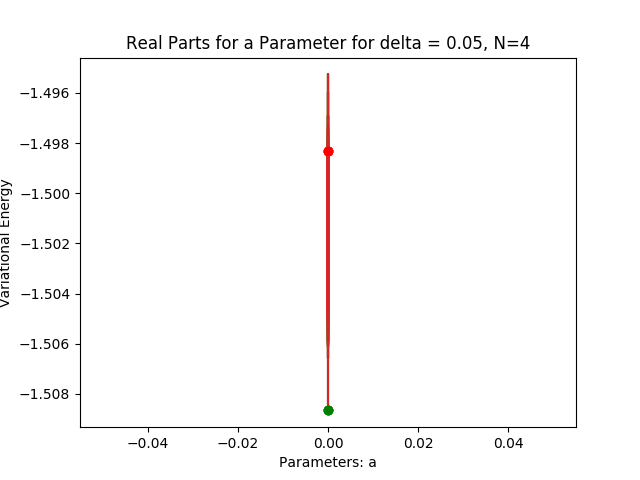 Real Parts for a Parameter for delta = 0.05, N=4
Variational Energy
−1.496
−1.498
−1.500
−1.502
−1.504
−1.506
−1.508
−0.04 −0.02 0.00 0.02 0.04
Parameters: a